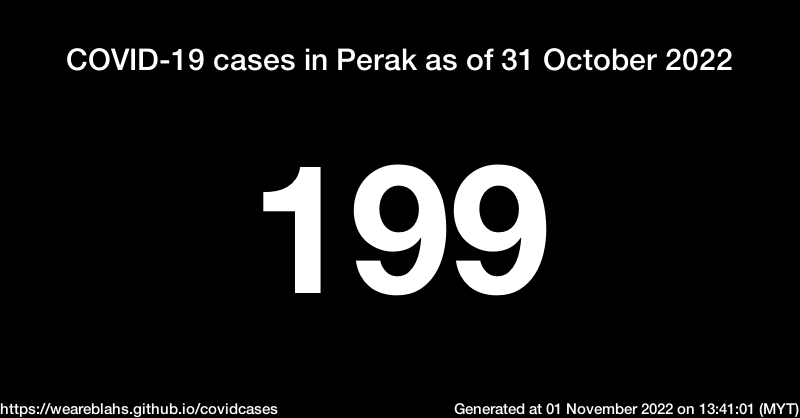 COVID-19 cases in Perak as of 31 October 2022
199
https://weareblahs.github.io/covidcases
Generated at 01 November 2022 on 13:41:01 (MYT)